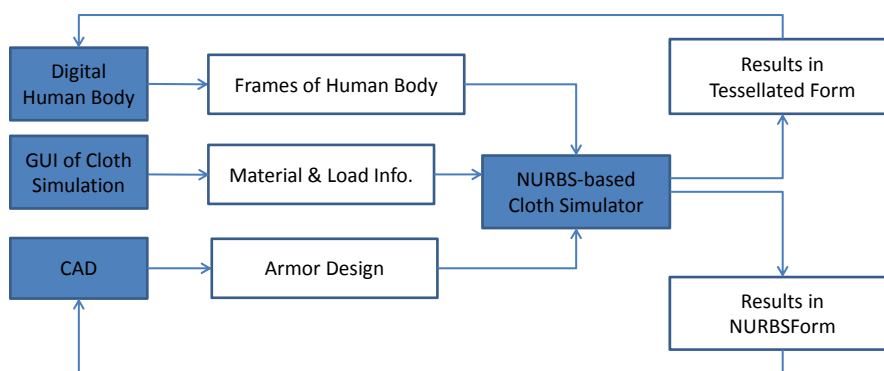 Digital
Human Body
Frames of Human Body
Results in
Tessellated Form
GUI of Cloth
Simulation
Material & Load Info.
NURBS-based
Cloth Simulator
CAD
Armor Design
Results in
NURBSForm